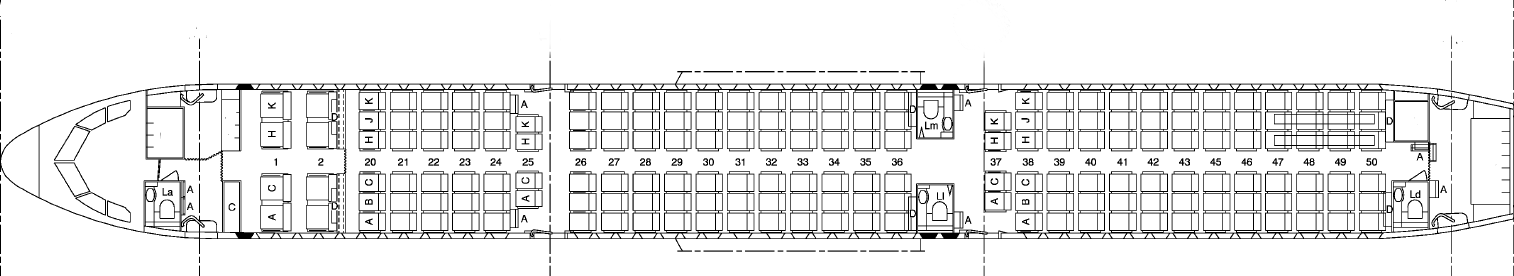 K K A A K
D J K D Lm K J D
H H H H H
A
1 2 20 21 22 23 24 25 26 27 28 29 30 31 32 33 34 35 36 37 38 39 40 41 42 43 45 46 47 48 49 50
La A C C C C C A
A C D B A Ll A B Ld D
A A A A A